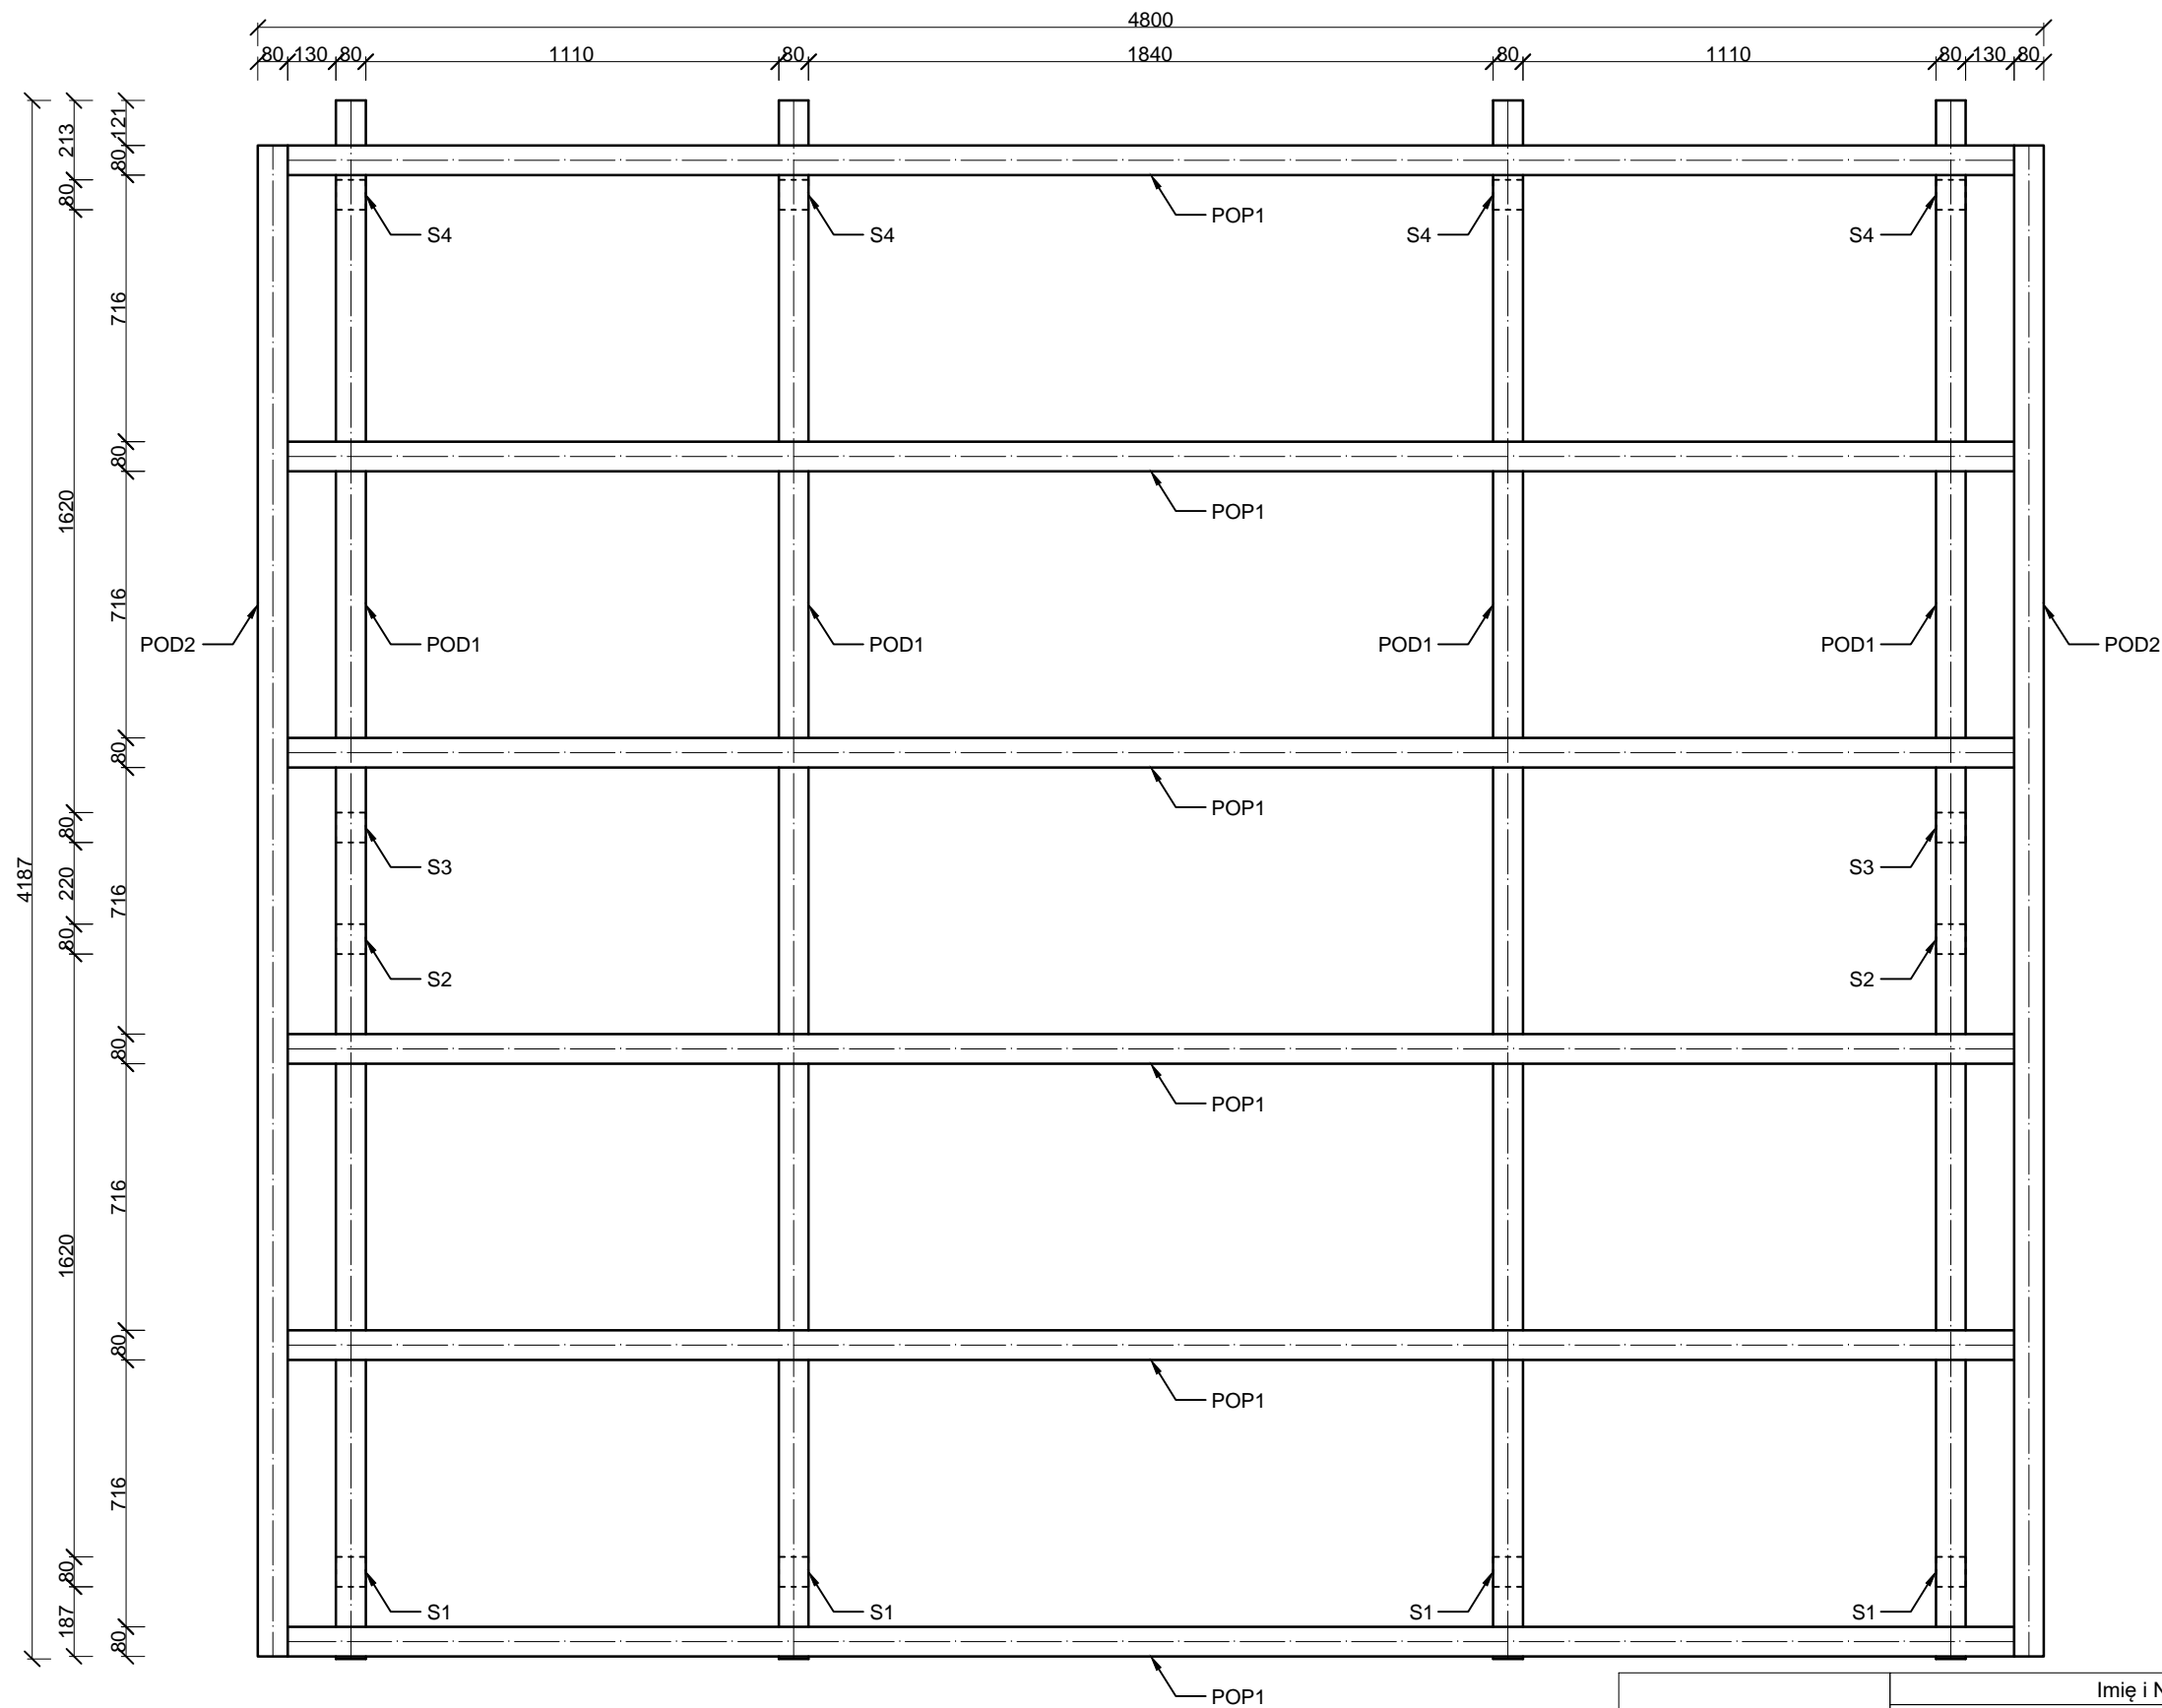 4800
80 130 80 1110 80 1840 80 1110 80 130 80
4187
213
80
1620
80
220
80
1620
80
187
121
80
716
80
716
80
716
80
716
80
716
80
S4 S4 POP1 S4 S4
POP1
POD2 POD1 POD1 POD1 POD1 POD2
POP1
S3 S3
S2 S2
POP1
POP1
S1 S1 S1 S1
POP1
Imię i N